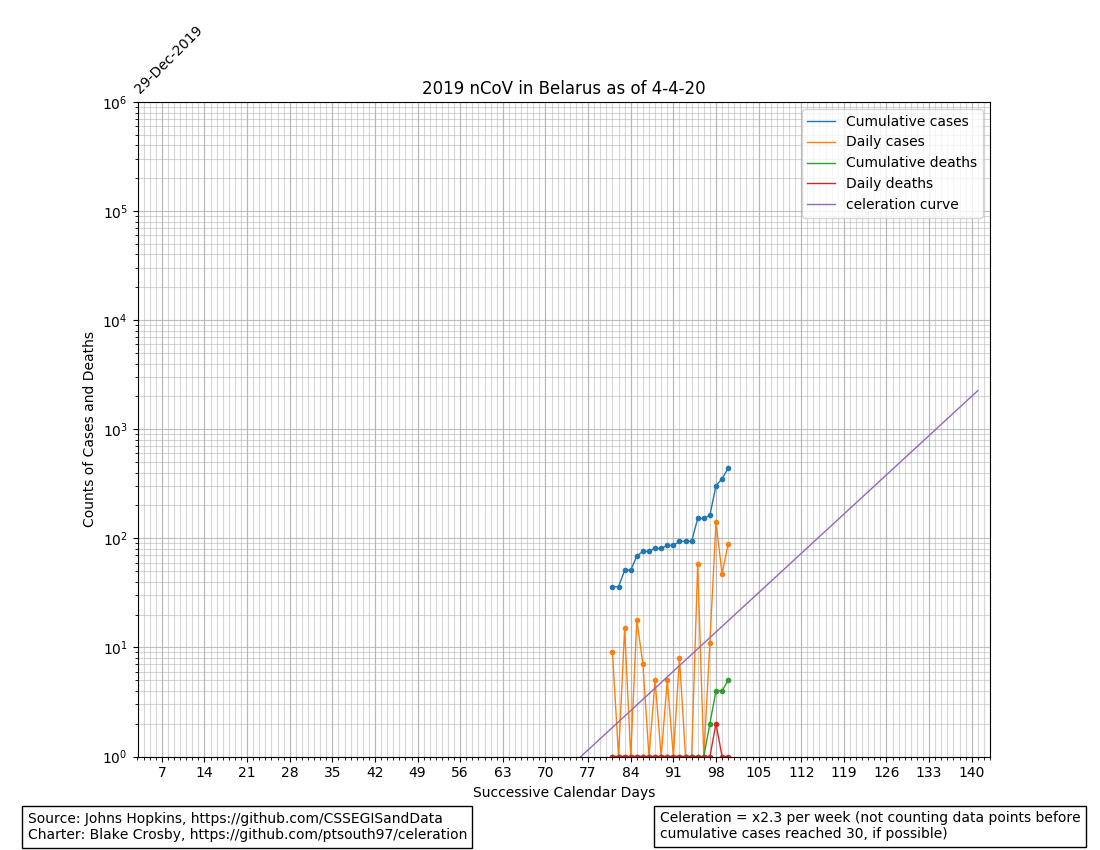 29-Dec-2019
2019 nCoV in Belarus as of 4-4-20
Cumulative cases
Daily cases
Cumulative deaths
Daily deaths
celeration curve
Counts of Cases and Deaths
10^6
10^5
10^4
10^3
10^2
10^1
10^0
7 14 21 28 35 42 49 56 63 70 77 84 91 98 105 112 119 126 133 140
Successive Calendar Days
Source: Johns Hopkins, https://github.com/CSSEGISandData
Charter: Blake Crosby, https://github.com/ptsouth97/celeration
Celeration = x2.3 per week (not counting data points before
cumulative cases reached 30, if possible)